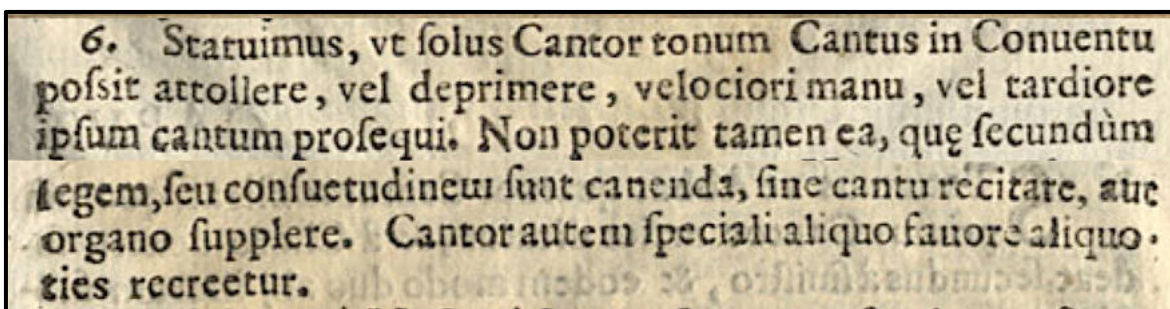 6. Statuimus, vt ſolus Cantor tonum Cantus in Conuentu
poſsit attollere, vel deprimere, velociori manu, vel tardiore
ipſum cantum proſequi. Non poterit tamen ea, quę ſecundùm
legem, ſeu conſuetudinem ſunt canenda, ſine cantu recitare, aut
organo ſupplere. Cantor autem ſpeciali aliquo fauore aliquo-
ties recreetur.